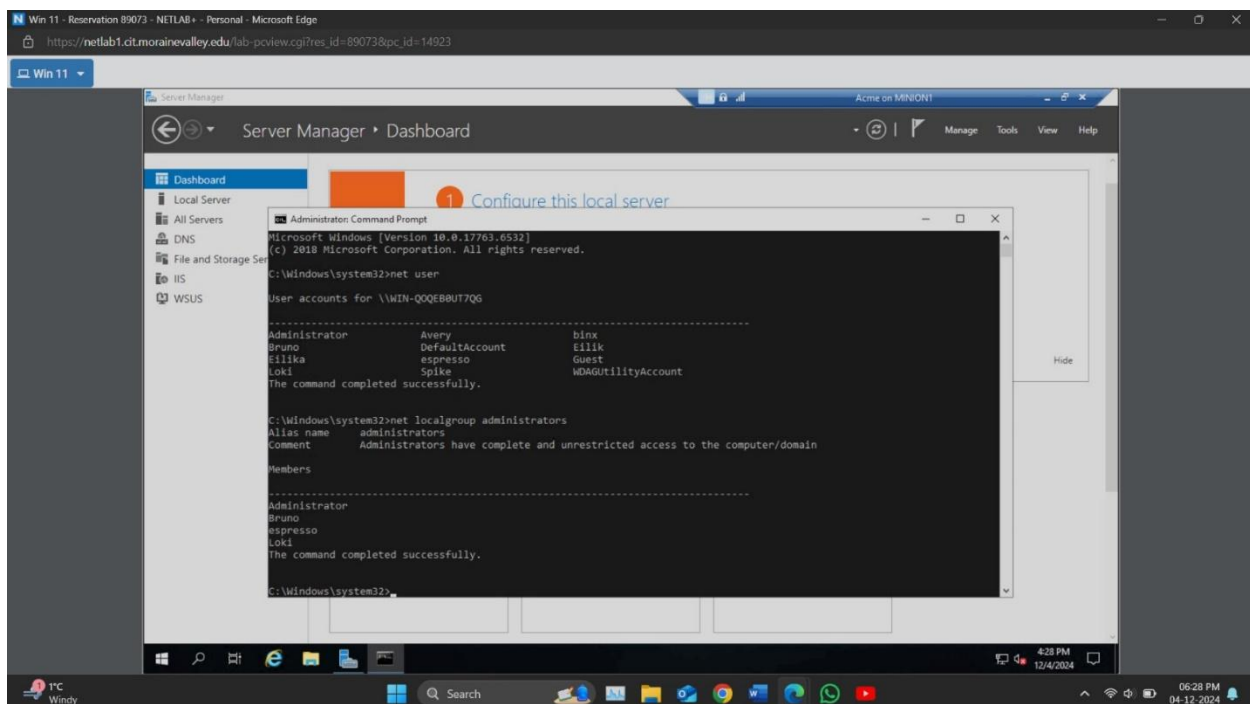 Win 11 - Reservation 89073 - NETLAB+ - Personal - Microsoft Edge
https://netlab1.cit.morainevalley.edu/lab-pcview.cgi?res_id=89073&pc_id=14923
Win 11
Server Manager
Acme on MINION1
Server Manager Dashboard
Manage Tools View Help
Dashboard
Local Server
All Servers
DNS
File and Storage Ser
IIS
WSUS
1 Configure this local server
Hide
Administrator: Command Prompt
Microsoft Windows [Version 10.0.17763.6532]
(c) 2018 Microsoft Corporation. All rights reserved.
C:\Windows\system32>net user
User accounts for \\WIN-QOQEB0UT7QG
-------------------------------------------------------------------------------
Administrator Avery binx
Bruno DefaultAccount Eilik
Eilika espresso Guest
Loki Spike WDAGUtilityAccount
The command completed successfully.
C:\Windows\system32>net localgroup administrators
Alias name administrators
Comment Administrators have complete and unrestricted access to the computer/domain
Members
-------------------------------------------------------------------------------
Administrator
Bruno
espresso
Loki
The command completed successfully.
C:\Windows\system32>
4:28 PM
12/4/2024
1
1°C
Windy
Search
06:28 PM
04-12-2024